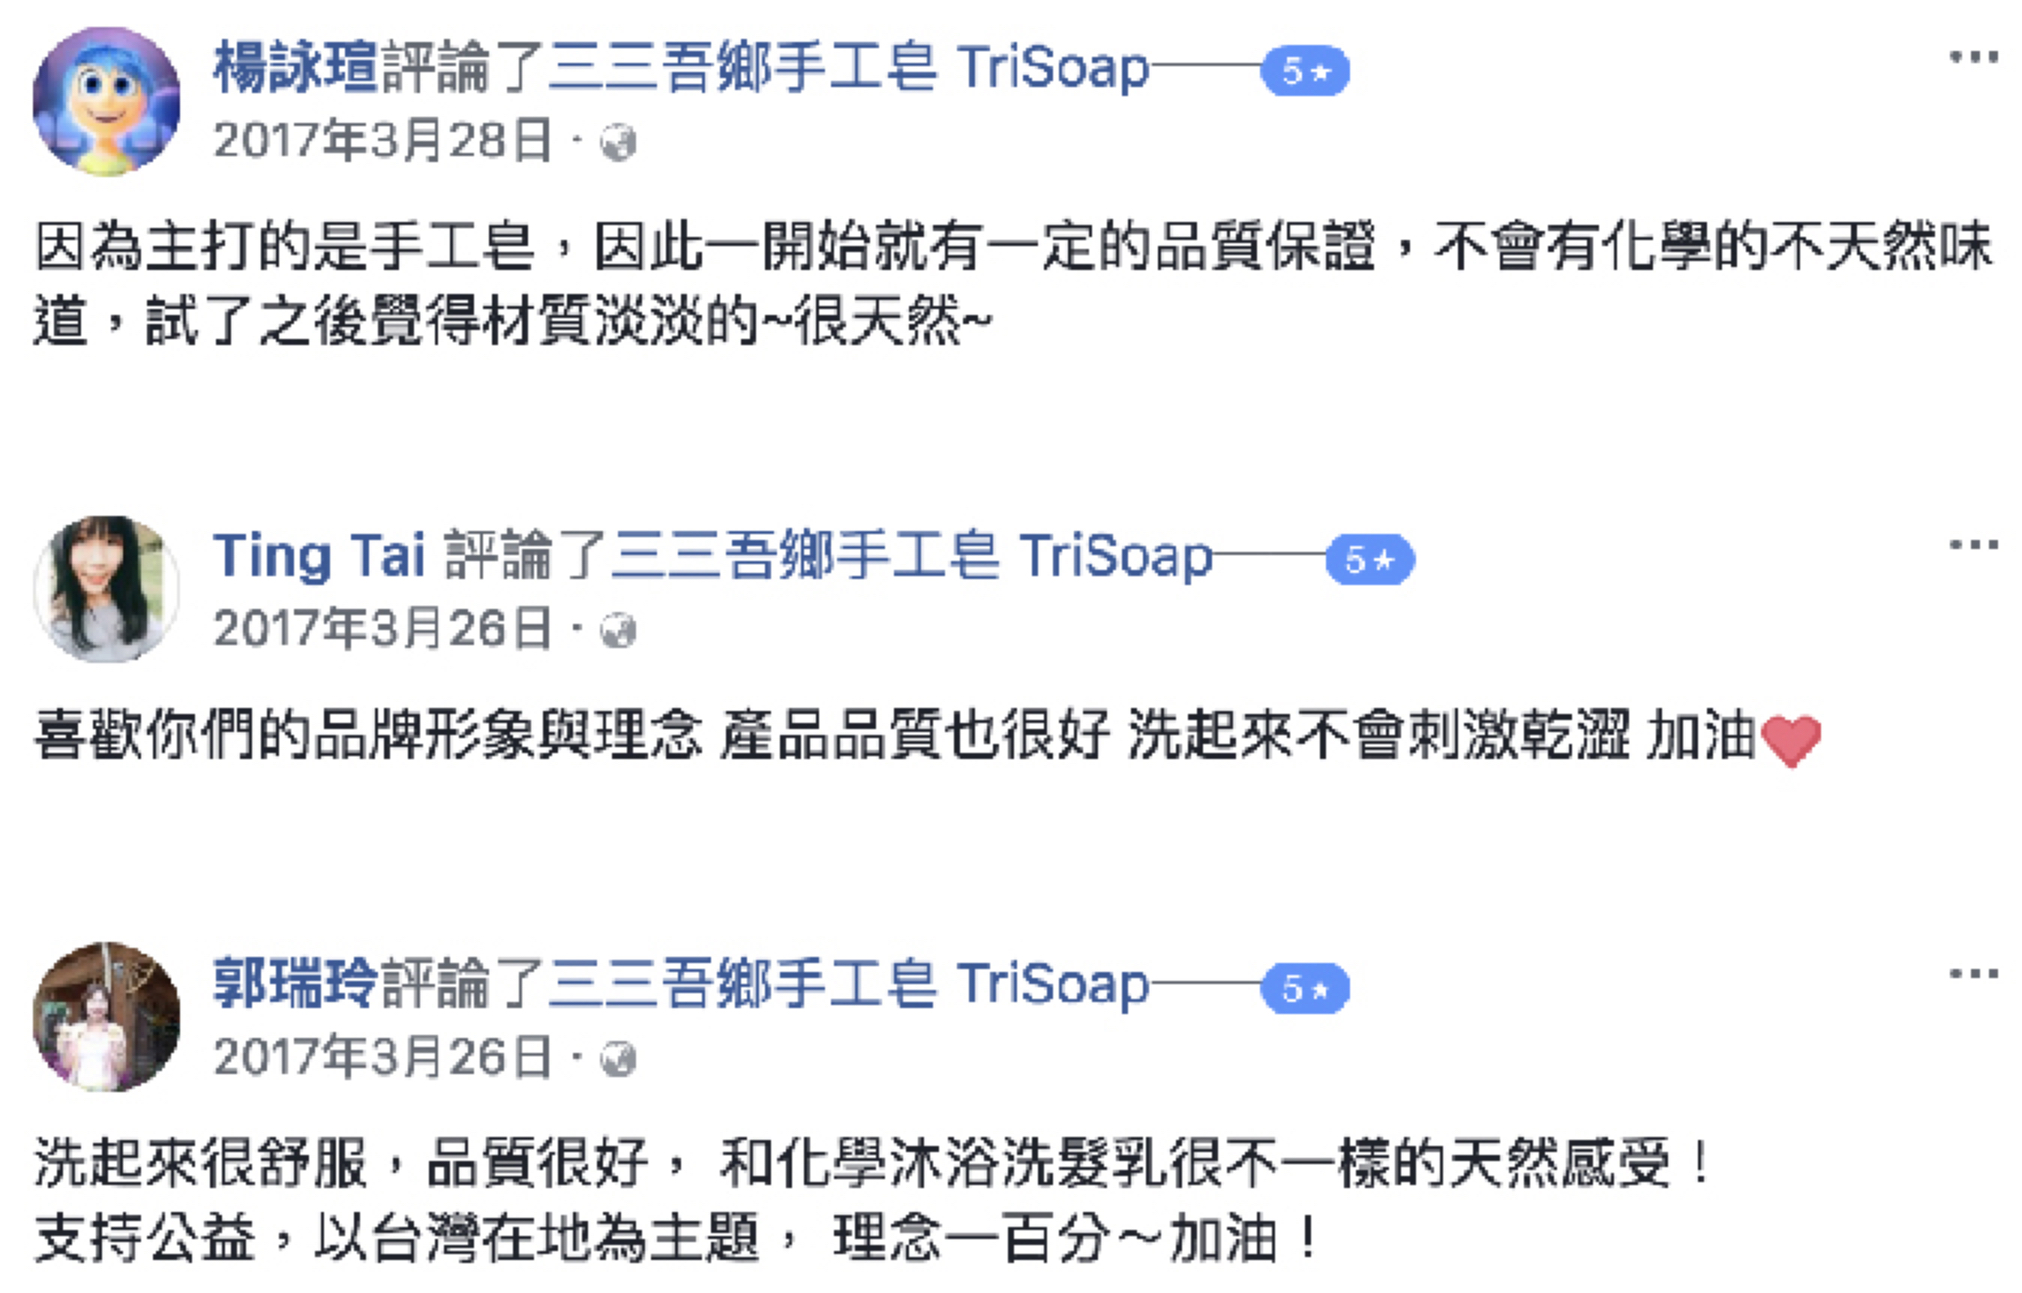 楊詠瑄評論了三三吾鄉手工皂 TriSoap——5★
2017年3月28日 ·
因為主打的是手工皂，因此一開始就有一定的品質保證，不會有化學的不天然味
道，試了之後覺得材質淡淡的~很天然~
Ting Tai 評論了三三吾鄉手工皂 TriSoap——5★
2017年3月26日 ·
喜歡你們的品牌形象與理念 產品品質也很好 洗起來不會刺激乾澀 加油❤
郭瑞玲評論了三三吾鄉手工皂 TriSoap——5★
2017年3月26日 ·
洗起來很舒服，品質很好， 和化學沐浴洗髮乳很不一樣的天然感受！
支持公益，以台灣在地為主題， 理念一百分～加油！